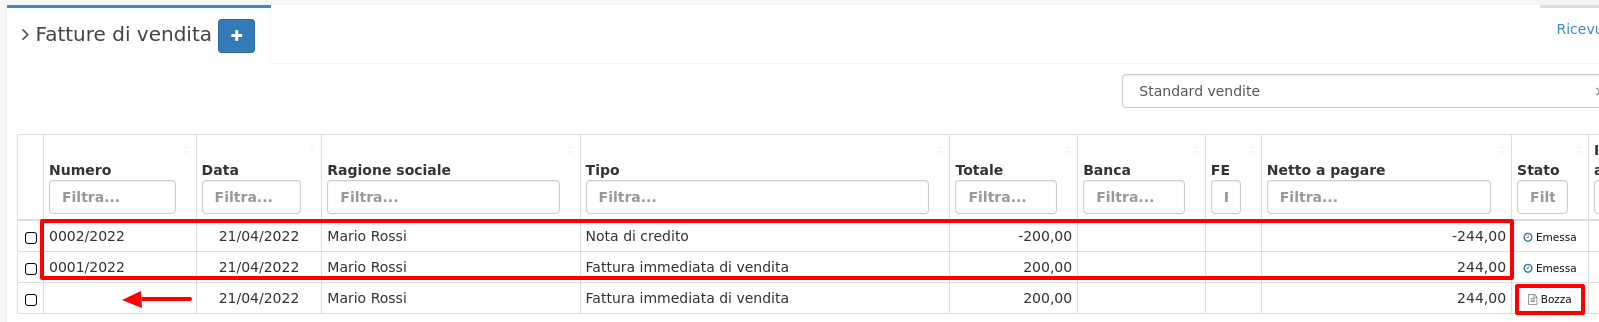 Fatture di vendita +
Ricevu
Standard vendite ×
Numero Data Ragione sociale Tipo Totale Banca FE Netto a pagare Stato
Filtra... Filtra... Filtra... Filtra... Filtra... Filtra... Filtra... Filt
0002/2022 21/04/2022 Mario Rossi Nota di credito -200,00 -244,00 Emessa
0001/2022 21/04/2022 Mario Rossi Fattura immediata di vendita 200,00 244,00 Emessa
21/04/2022 Mario Rossi Fattura immediata di vendita 200,00 244,00 Bozza